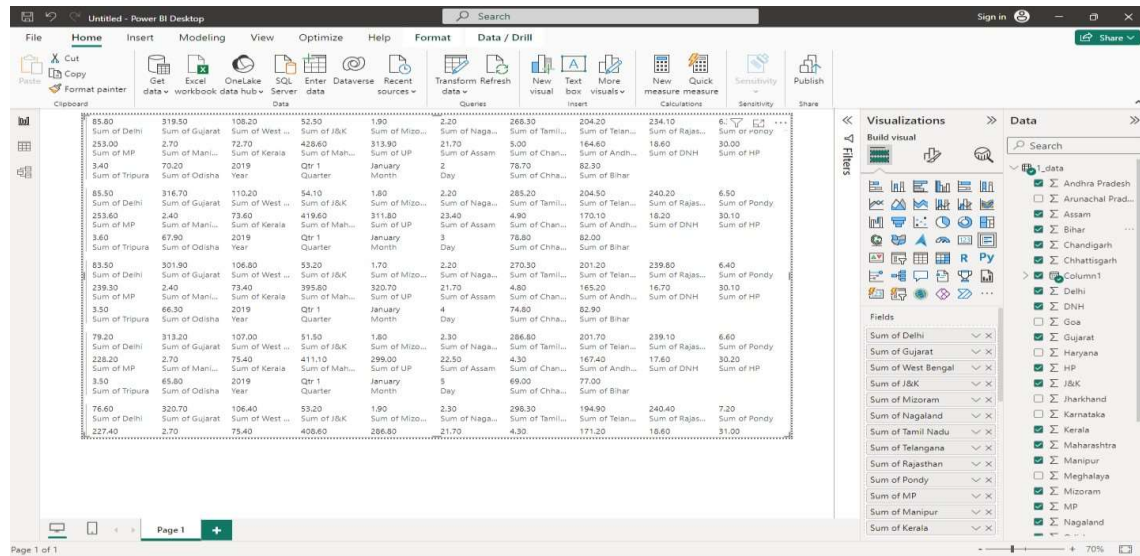 Untitled - Power BI Desktop
Search
Sign in
File Home Insert Modeling View Optimize Help Format Data / Drill
Share
Paste
Cut
Copy
Format painter
Clipboard
Get data
Excel workbook
OneLake data hub
SQL Server
Enter data
Dataverse
Recent sources
Data
Transform data
Refresh
Queries
New visual
Text box
More visuals
Insert
New measure
Quick measure
Calculations
Sensitivity
Sensitivity
Publish
Share
85.80 319.50 108.20 52.50 1.90 2.20 268.30 204.20 234.10 6.
Sum of Delhi Sum of Gujarat Sum of West ... Sum of J&K Sum of Mizo... Sum of Naga... Sum of Tamil... Sum of Telan... Sum of Rajas... Sum of Pondy
253.00 2.70 72.70 428.60 313.90 21.70 5.00 164.60 18.60 30.00
Sum of MP Sum of Mani... Sum of Kerala Sum of Mah... Sum of UP Sum of Assam Sum of Chan... Sum of Andh... Sum of DNH Sum of HP
3.40 70.20 2019 Qtr 1 January 2 78.70 82.30
Sum of Tripura Sum of Odisha Year Quarter Month Day Sum of Chha... Sum of Bihar
85.50 316.70 110.20 54.10 1.80 2.20 285.20 204.50 240.20 6.50
Sum of Delhi Sum of Gujarat Sum of West ... Sum of J&K Sum of Mizo... Sum of Naga... Sum of Tamil... Sum of Telan... Sum of Rajas... Sum of Pondy
253.60 2.40 73.60 419.60 311.80 23.40 4.90 170.10 18.20 30.10
Sum of MP Sum of Mani... Sum of Kerala Sum of Mah... Sum of UP Sum of Assam Sum of Chan... Sum of Andh... Sum of DNH Sum of HP
3.60 67.90 2019 Qtr 1 January 3 78.80 82.00
Sum of Tripura Sum of Odisha Year Quarter Month Day Sum of Chha... Sum of Bihar
83.50 301.90 106.80 53.20 1.70 2.20 270.30 201.20 239.80 6.40
Sum of Delhi Sum of Gujarat Sum of West ... Sum of J&K Sum of Mizo... Sum of Naga... Sum of Tamil... Sum of Telan... Sum of Rajas... Sum of Pondy
239.30 2.40 73.40 395.80 320.70 21.70 4.80 165.20 16.70 30.10
Sum of MP Sum of Mani... Sum of Kerala Sum of Mah... Sum of UP Sum of Assam Sum of Chan... Sum of Andh... Sum of DNH Sum of HP
3.50 66.30 2019 Qtr 1 January 4 74.80 82.90
Sum of Tripura Sum of Odisha Year Quarter Month Day Sum of Chha... Sum of Bihar
79.20 313.20 107.00 51.50 1.80 2.30 286.80 201.70 239.10 6.60
Sum of Delhi Sum of Gujarat Sum of West ... Sum of J&K Sum of Mizo... Sum of Naga... Sum of Tamil... Sum of Telan... Sum of Rajas... Sum of Pondy
228.20 2.70 75.40 411.10 299.00 22.50 4.30 167.40 17.60 30.20
Sum of MP Sum of Mani... Sum of Kerala Sum of Mah... Sum of UP Sum of Assam Sum of Chan... Sum of Andh... Sum of DNH Sum of HP
3.50 65.80 2019 Qtr 1 January 5 69.00 77.00
Sum of Tripura Sum of Odisha Year Quarter Month Day Sum of Chha... Sum of Bihar
76.60 320.70 106.40 53.20 1.90 2.30 298.30 194.90 240.40 7.20
Sum of Delhi Sum of Gujarat Sum of West ... Sum of J&K Sum of Mizo... Sum of Naga... Sum of Tamil... Sum of Telan... Sum of Rajas... Sum of Pondy
227.40 2.70 75.40 408.60 286.80 21.70 4.30 171.20 18.60 31.00
Filters
Visualizations
Build visual
R Py
Fields
Sum of Delhi
Sum of Gujarat
Sum of West Bengal
Sum of J&K
Sum of Mizoram
Sum of Nagaland
Sum of Tamil Nadu
Sum of Telangana
Sum of Rajasthan
Sum of Pondy
Sum of MP
Sum of Manipur
Sum of Kerala
Data
Search
1_data
Andhra Pradesh
Arunachal Prad...
Assam
Bihar
Chandigarh
Chhattisgarh
Column1
Delhi
DNH
Goa
Gujarat
Haryana
HP
J&K
Jharkhand
Karnataka
Kerala
Maharashtra
Manipur
Meghalaya
Mizoram
MP
Nagaland
Page 1
Page 1 of 1
70%